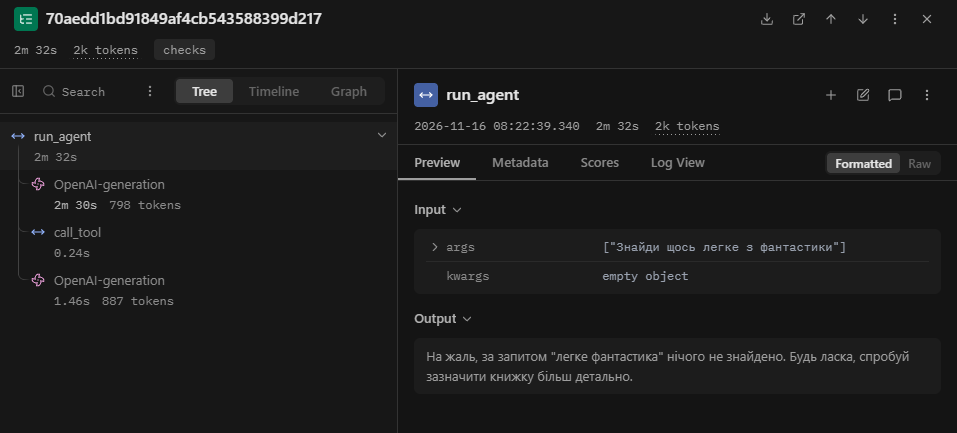 70aedd1bd91849af4cb543588399d217
2m 32s 2k tokens checks
Search Tree Timeline Graph
run_agent
2m 32s
OpenAI-generation
2m 30s 798 tokens
call_tool
0.24s
OpenAI-generation
1.46s 887 tokens
run_agent
2026-11-16 08:22:39.340 2m 32s 2k tokens
Preview Metadata Scores Log View Formatted Raw
Input
args ["Знайди щось легке з фантастики"]
kwargs empty object
Output
На жаль, за запитом "легке фантастика" нічого не знайдено. Будь ласка, спробуй
зазначити книжку більш детально.